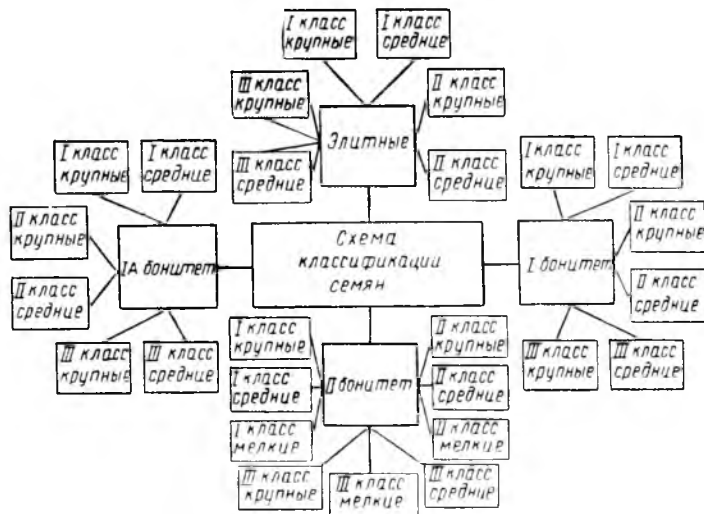 I класс
крупные
I класс
средние
III класс
крупные
II класс
крупные
Элитные
III класс
средние
II класс
средние
I класс
крупные
I класс
средние
I класс
крупные
I класс
средние
II класс
крупные
II класс
крупные
IА бонитет
Схема
классификации
семян
I бонитет
II класс
средние
II класс
средние
III класс
крупные
III класс
средние
III класс
крупные
III класс
средние
I класс
крупные
II класс
крупные
I класс
средние
II бонитет
II класс
средние
I класс
мелкие
II класс
мелкие
III класс
крупные
III класс
мелкие
III класс
средние